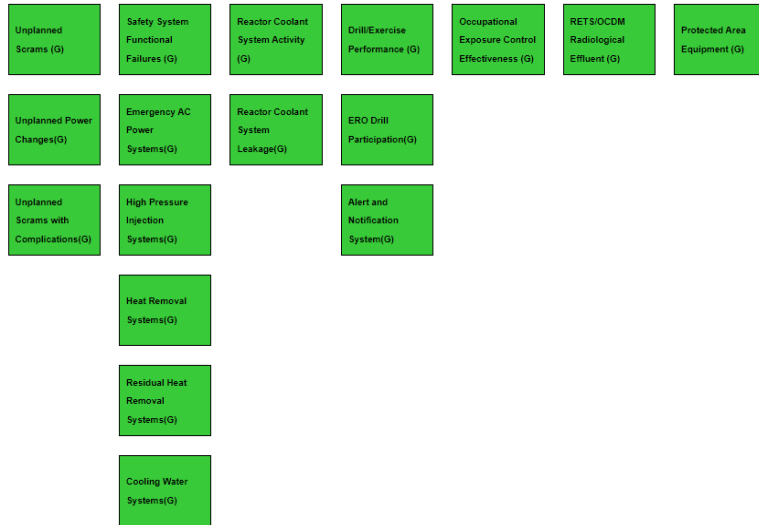 Unplanned
Scrams (G)
Safety System
Functional
Failures (G)
Reactor Coolant
System Activity
(G)
Drill/Exercise
Performance (G)
Occupational
Exposure Control
Effectiveness (G)
RETS/OCDM
Radiological
Effluent (G)
Protected Area
Equipment (G)
Unplanned Power
Changes(G)
Emergency AC
Power
Systems(G)
Reactor Coolant
System
Leakage(G)
ERO Drill
Participation(G)
Unplanned
Scrams with
Complications(G)
High Pressure
Injection
Systems(G)
Alert and
Notification
System(G)
Heat Removal
Systems(G)
Residual Heat
Removal
Systems(G)
Cooling Water
Systems(G)